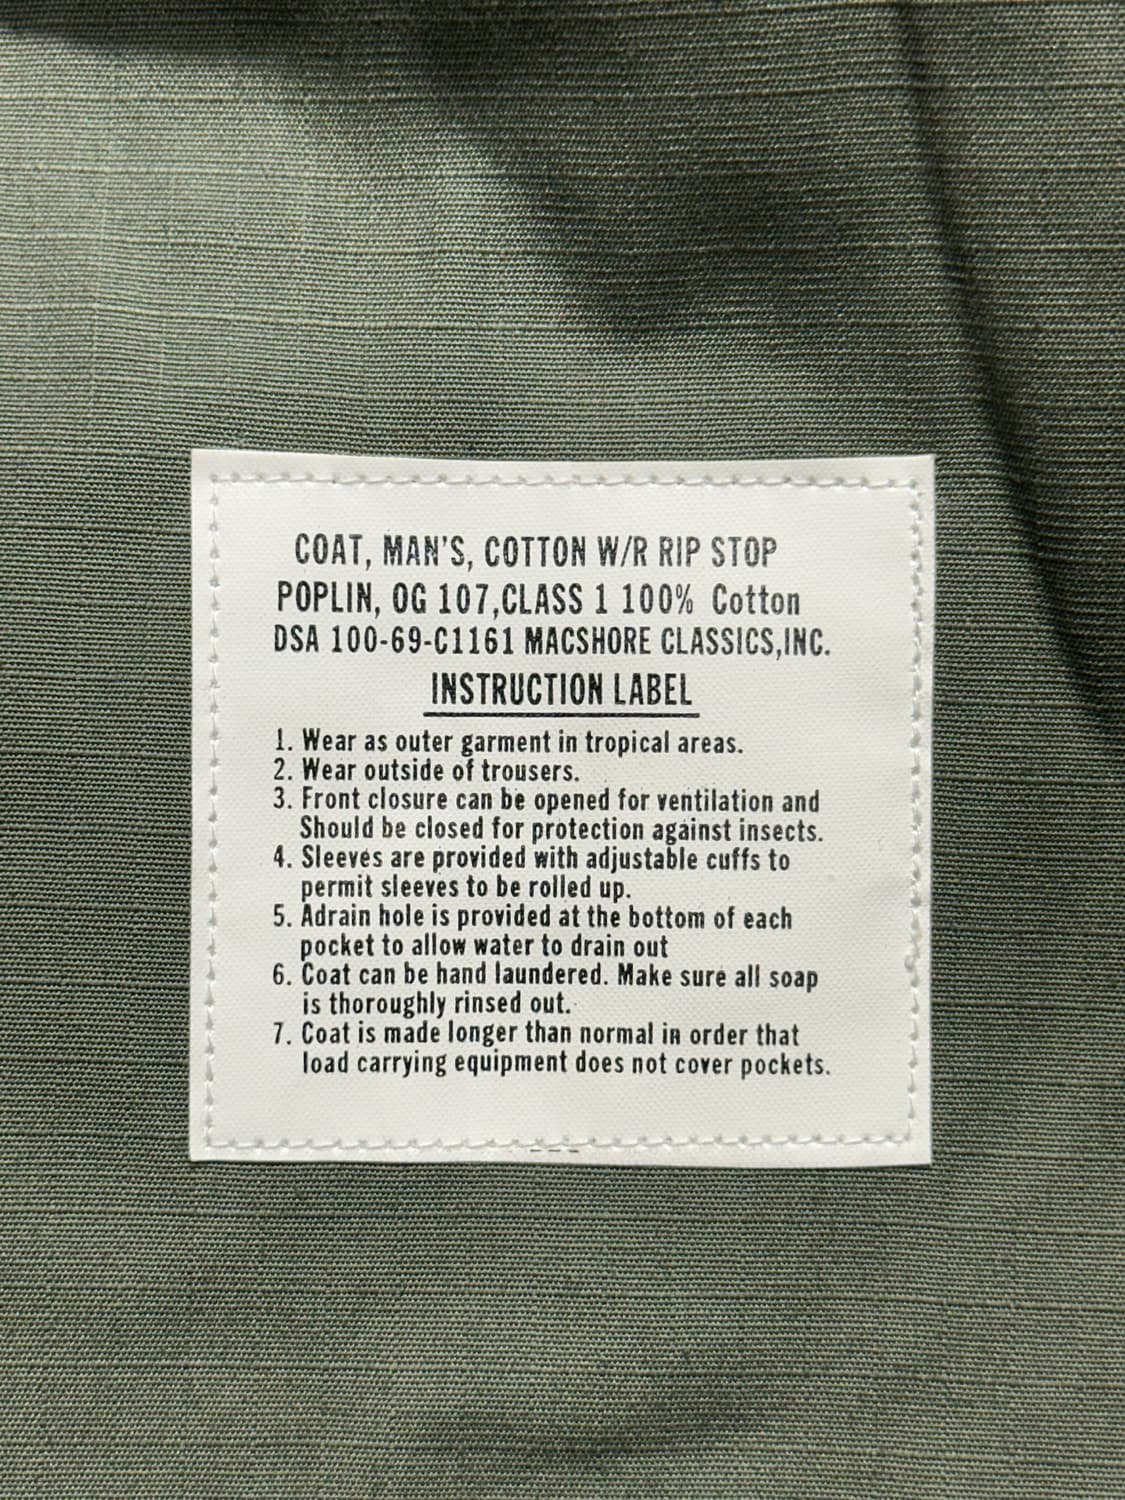 COAT, MAN'S, COTTON W/R RIP STOP
POPLIN, OG 107,CLASS 1 100% Cotton
DSA 100-69-C1161 MACSHORE CLASSICS,INC.
INSTRUCTION LABEL
1. Wear as outer garment in tropical areas.
2. Wear outside of trousers.
3. Front closure can be opened for ventilation and
Should be closed for protection against insects.
4. Sleeves are provided with adjustable cuffs to
permit sleeves to be rolled up.
5. Adrain hole is provided at the bottom of each
pocket to allow water to drain out
6. Coat can be hand laundered. Make sure all soap
is thoroughly rinsed out.
7. Coat is made longer than normal in order that
load carrying equipment does not cover pockets.